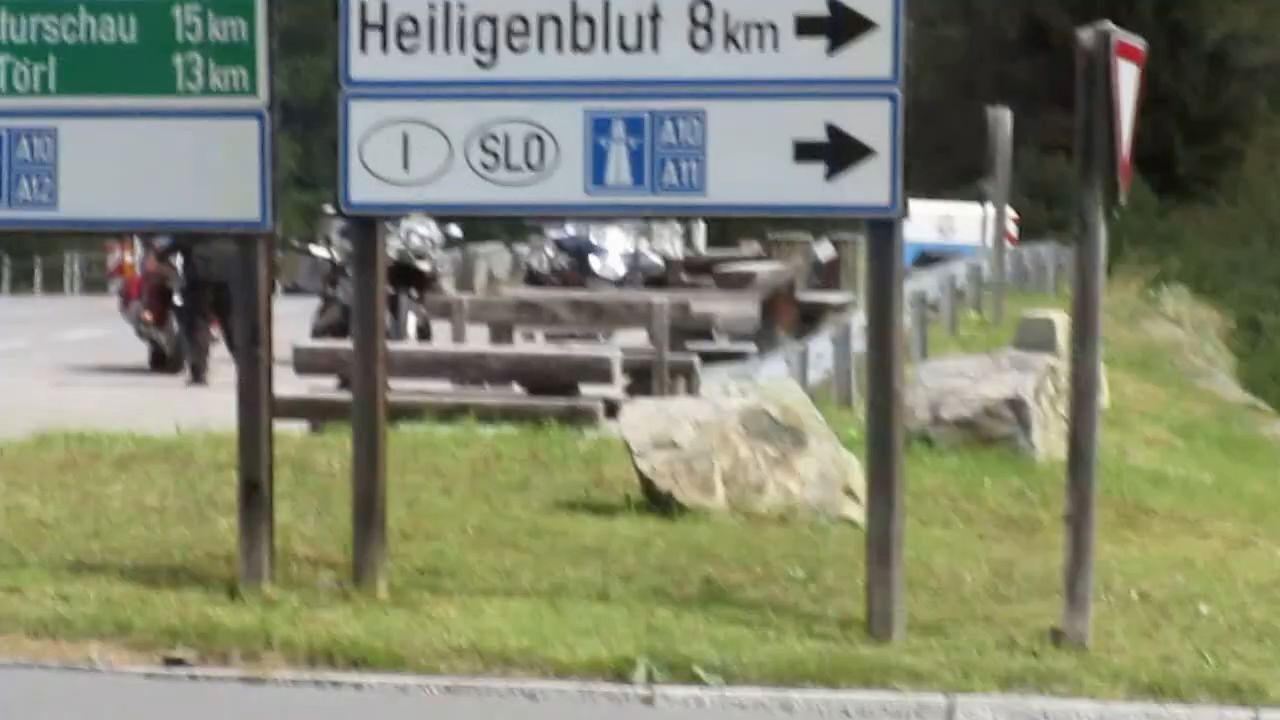 turschau 15 km
Törl 13 km
A10
A12
Heiligenblut 8 km
I SLO A10
A11